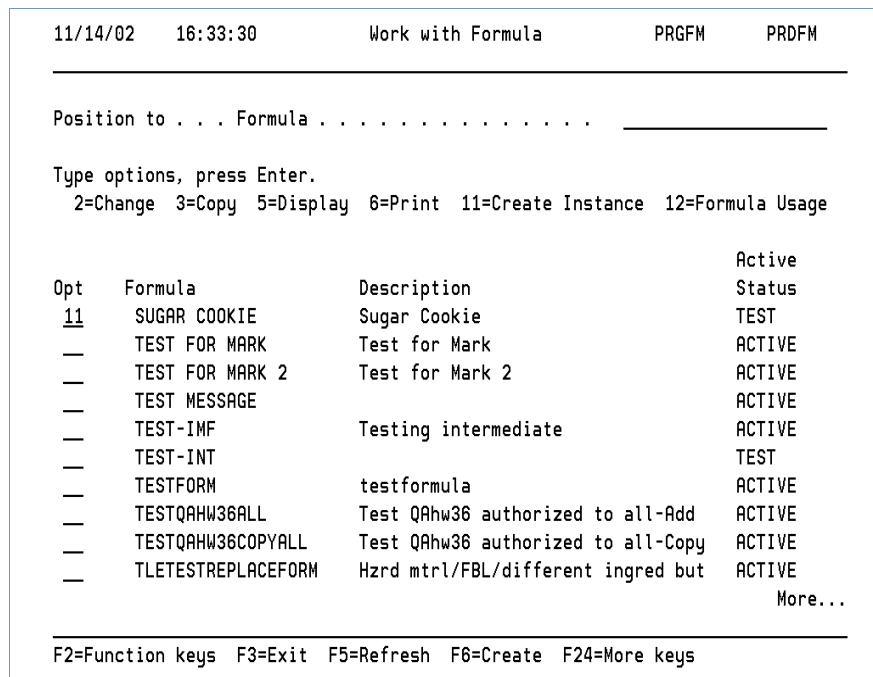 11/14/02 16:33:30 Work with Formula PRGFM PRDFM
Position to . . . Formula . . . . . . . . . . . . . .
Type options, press Enter.
2=Change 3=Copy 5=Display 6=Print 11=Create Instance 12=Formula Usage
Active
Opt Formula Description Status
11 SUGAR COOKIE Sugar Cookie TEST
TEST FOR MARK Test for Mark ACTIVE
TEST FOR MARK 2 Test for Mark 2 ACTIVE
TEST MESSAGE ACTIVE
TEST-IMF Testing intermediate ACTIVE
TEST-INT TEST
TESTFORM testformula ACTIVE
TESTQAHW36ALL Test QAhw36 authorized to all-Add ACTIVE
TESTQAHW36COPYALL Test QAhw36 authorized to all-Copy ACTIVE
TLETESTREPLACEFORM Hzrd mtrl/FBL/different ingred but ACTIVE
More...
F2=Function keys F3=Exit F5=Refresh F6=Create F24=More keys